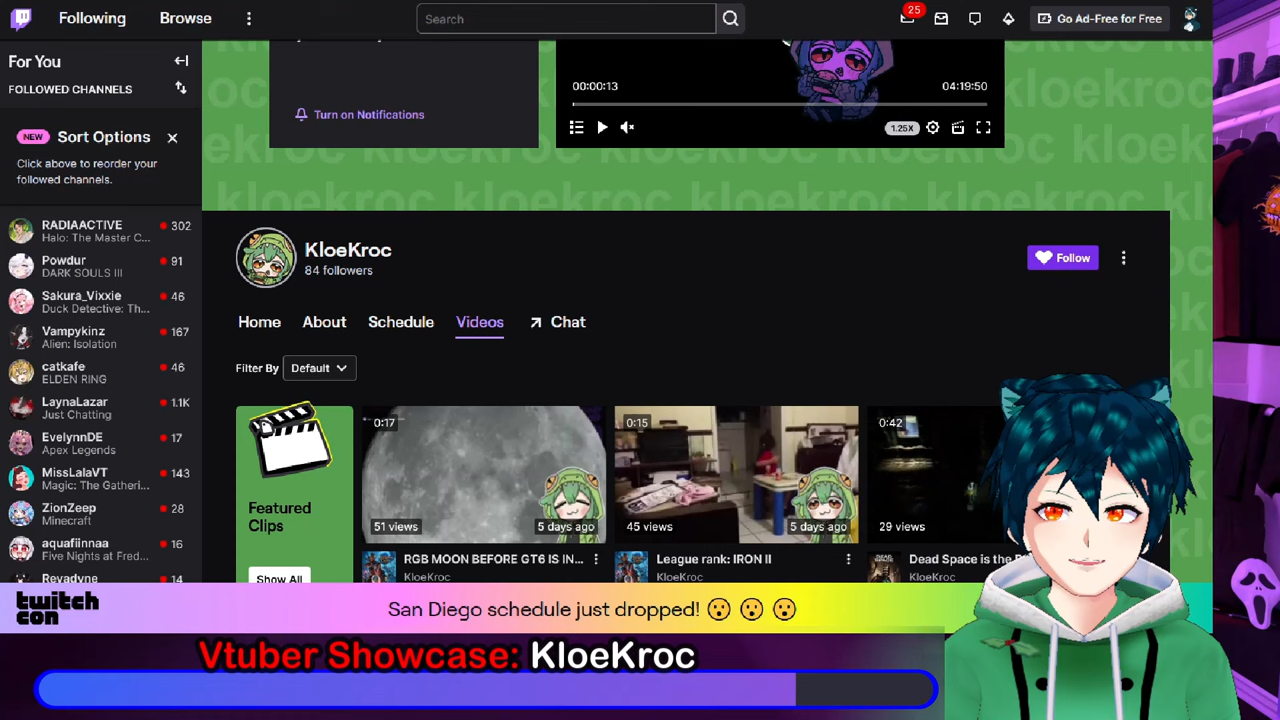 Following
Browse
Search
25
Go Ad-Free for Free
For You
FOLLOWED CHANNELS
NEW Sort Options
Click above to reorder your
followed channels.
RADIAACTIVE 302
Halo: The Master C...
Powdur 91
DARK SOULS III
Sakura_Vixxie 46
Duck Detective: Th...
Vampykinz 167
Alien: Isolation
catkafe 46
ELDEN RING
LaynaLazar 1.1K
Just Chatting
EvelynnDE 17
Apex Legends
MissLalaVT 143
Magic: The Gatheri...
ZionZeep 28
Minecraft
aquafiinnaa 16
Five Nights at Fred...
Revadyne 14
Turn on Notifications
00:00:13
04:19:50
1.25X
KloeKroc
84 followers
Follow
Home
About
Schedule
Videos
Chat
Filter By Default
Featured
Clips
Show All
0:17
51 views
5 days ago
RGB MOON BEFORE GT6 IS IN...
KloeKroc
0:15
45 views
5 days ago
League rank: IRON II
KloeKroc
0:42
29 views
Dead Space is the
KloeKroc
twitch
con
San Diego schedule just dropped! 😮 😮 😮
Vtuber Showcase: KloeKroc